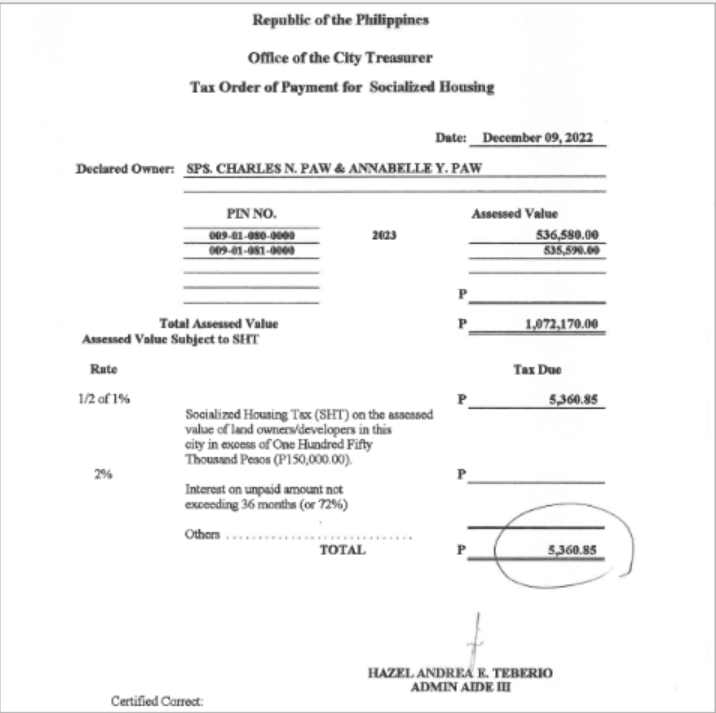 Republic of the Philippines
Office of the City Treasurer
Tax Order of Payment for Socialized Housing
Date: December 09, 2022
Declared Owner: SPS. CHARLES N. PAW & ANNABELLE Y. PAW
PIN NO. Assessed Value
009-01-080-0000 2023 536,580.00
009-01-081-0000 535,590.00
P
Total Assessed Value P 1,072,170.00
Assessed Value Subject to SHT
Rate Tax Due
1/2 of 1% P 5,360.85
Socialized Housing Tax (SHT) on the assessed
value of land owners/developers in this
city in excess of One Hundred Fifty
Thousand Pesos (P150,000.00).
2% P
Interest on unpaid amount not
exceeding 36 months (or 72%)
Others . . . . . . . . . . . . . . . . . . . . . . . . . . . .
TOTAL P 5,360.85
HAZEL ANDREA E. TEBERIO
ADMIN AIDE III
Certified Correct: